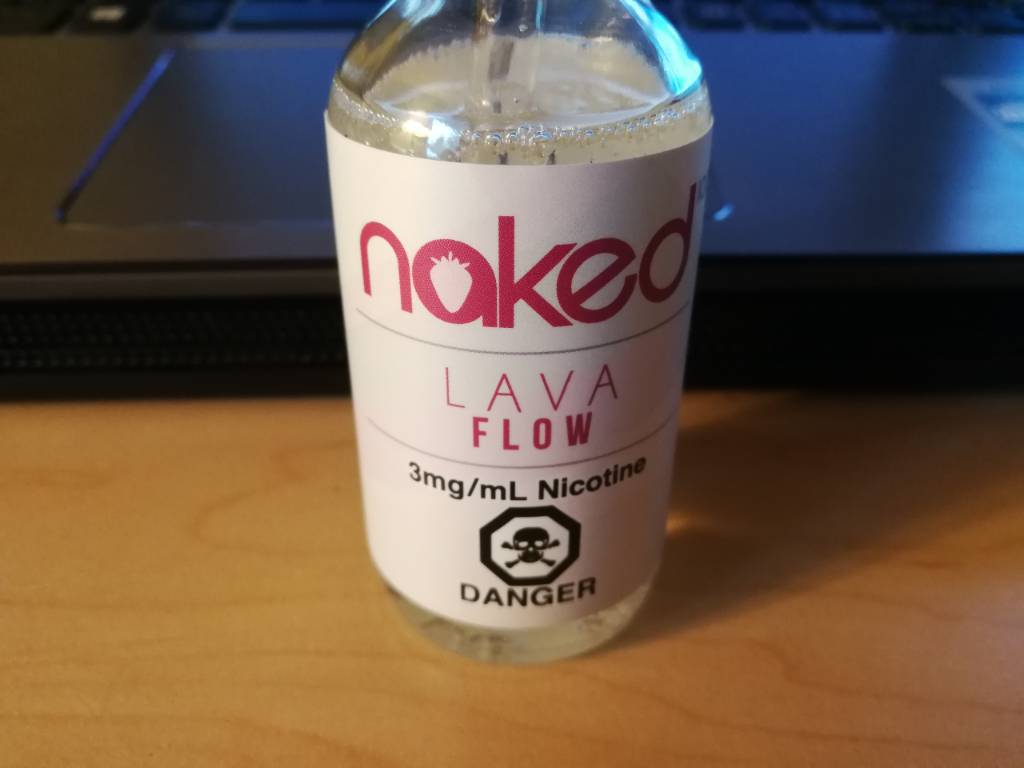 naked
LAVA
FLOW
3mg/mL Nicotine
DANGER